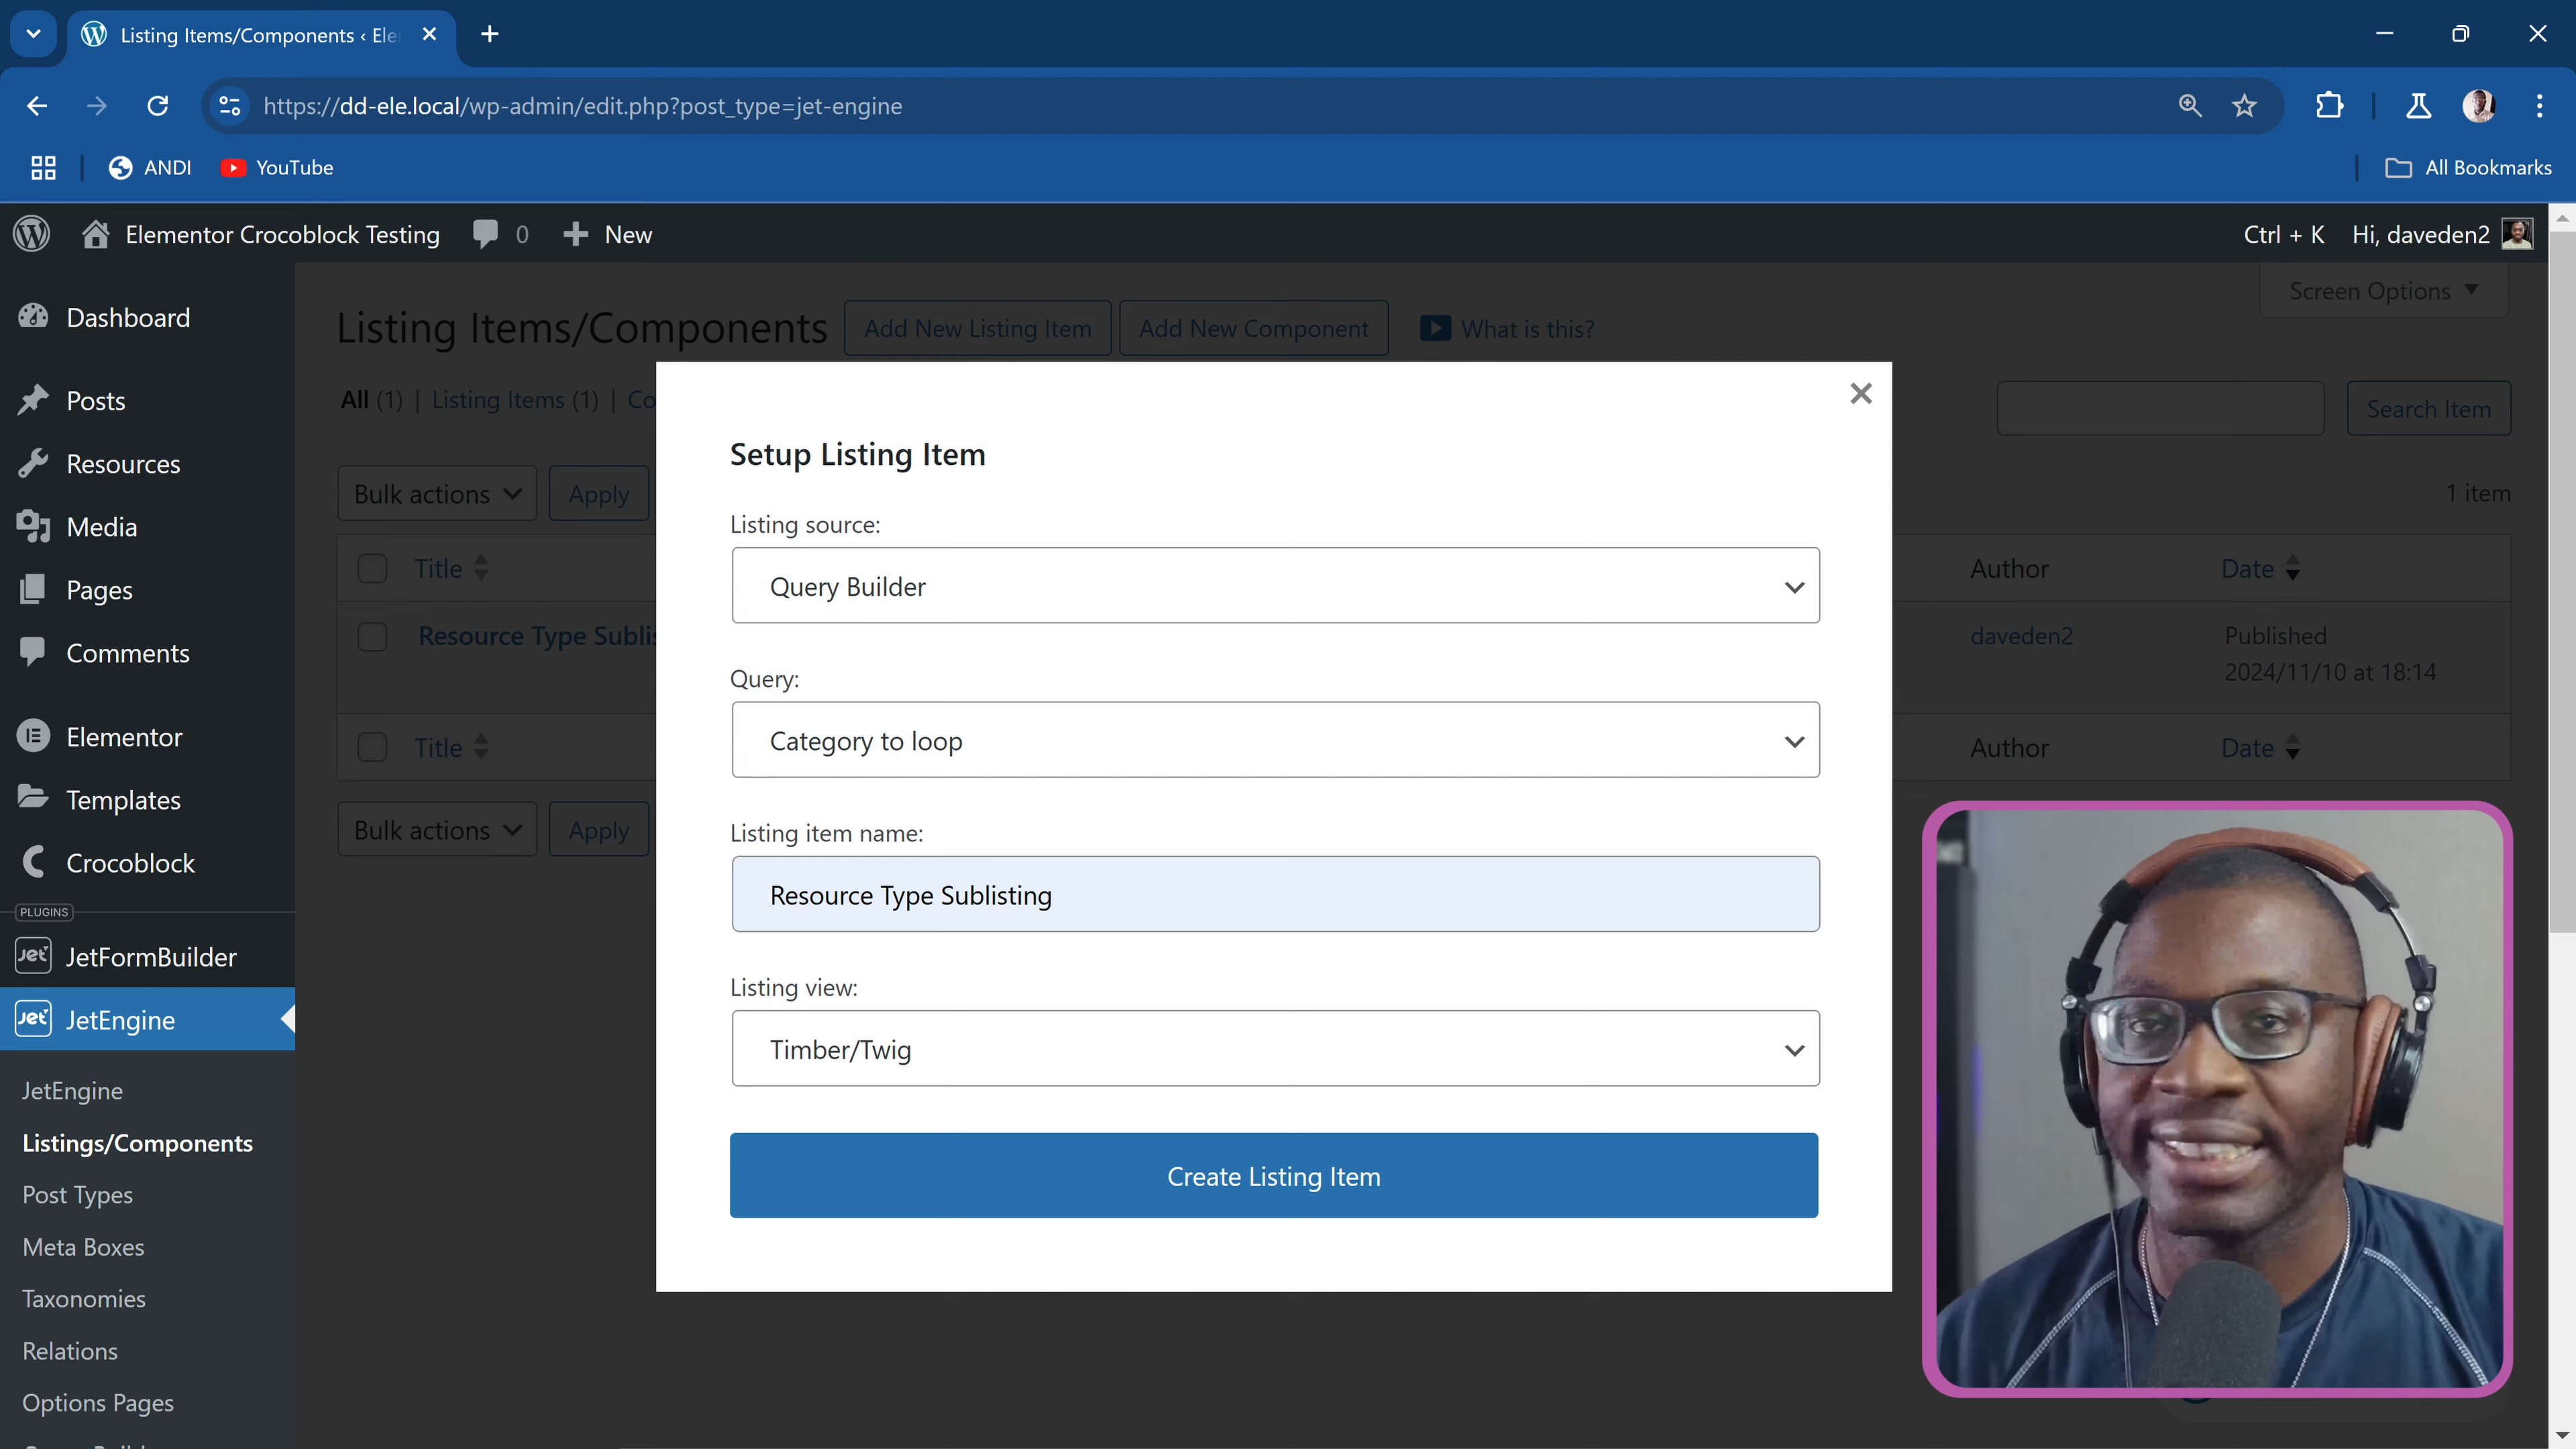 Listing Items/Components ‹ Ele
https://dd-ele.local/wp-admin/edit.php?post_type=jet-engine
ANDI
YouTube
All Bookmarks
Elementor Crocoblock Testing
0
New
Ctrl + K
Hi, daveden2
Screen Options
Dashboard
Posts
Resources
Media
Pages
Comments
Elementor
Templates
Crocoblock
PLUGINS
Jet JetFormBuilder
Jet JetEngine
JetEngine
Listings/Components
Post Types
Meta Boxes
Taxonomies
Relations
Options Pages
Listing Items/Components
Add New Listing Item
Add New Component
What is this?
All (1) | Listing Items (1) | Co
Search Item
Bulk actions
Apply
1 item
Title
Author
Date
Resource Type Sublis
daveden2
Published
2024/11/10 at 18:14
Title
Author
Date
Bulk actions
Apply
Setup Listing Item
Listing source:
Query Builder
Query:
Category to loop
Listing item name:
Resource Type Sublisting
Listing view:
Timber/Twig
Create Listing Item